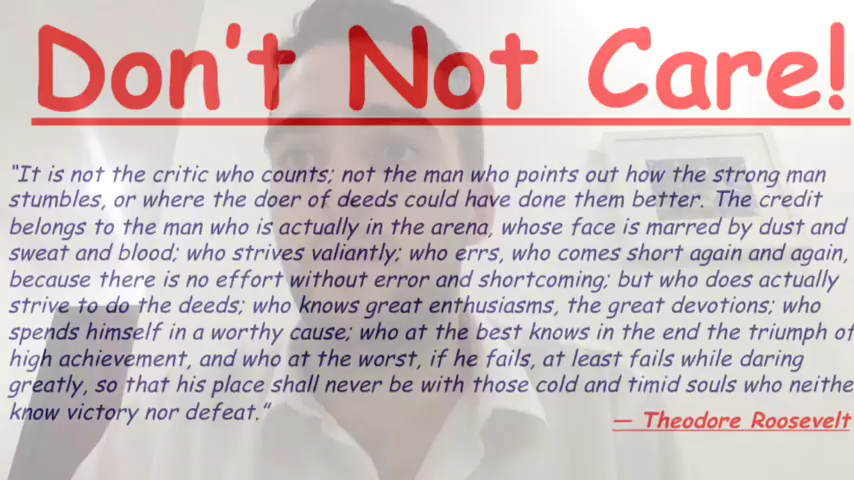 Don't Not Care!
"It is not the critic who counts; not the man who points out how the strong man
stumbles, or where the doer of deeds could have done them better. The credit
belongs to the man who is actually in the arena, whose face is marred by dust and
sweat and blood; who strives valiantly; who errs, who comes short again and again,
because there is no effort without error and shortcoming; but who does actually
strive to do the deeds; who knows great enthusiasms, the great devotions; who
spends himself in a worthy cause; who at the best knows in the end the triumph of
high achievement, and who at the worst, if he fails, at least fails while daring
greatly, so that his place shall never be with those cold and timid souls who neithe
know victory nor defeat."
— Theodore Roosevelt